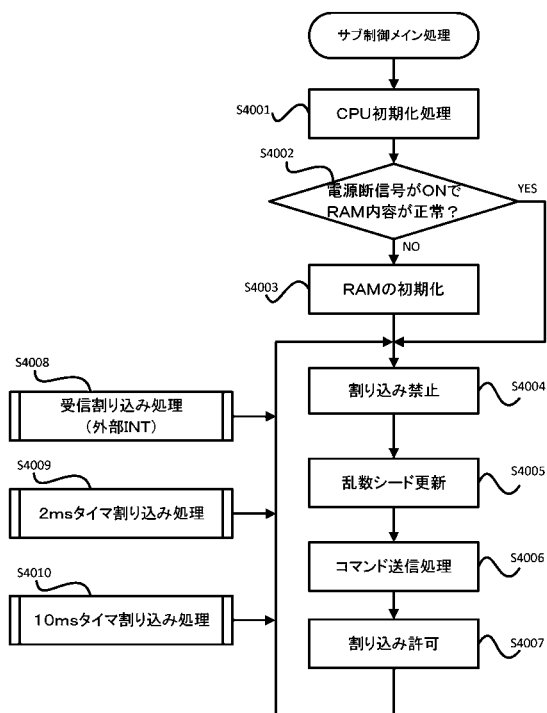 サブ制御メイン処理
S4001
CPU初期化処理
S4002
電源断信号がONで
RAM内容が正常？
YES
NO
S4003
RAMの初期化
S4008
受信割り込み処理
（外部INT）
割り込み禁止
S4004
S4009
2msタイマ割り込み処理
乱数シード更新
S4005
コマンド送信処理
S4006
S4010
10msタイマ割り込み処理
割り込み許可
S4007